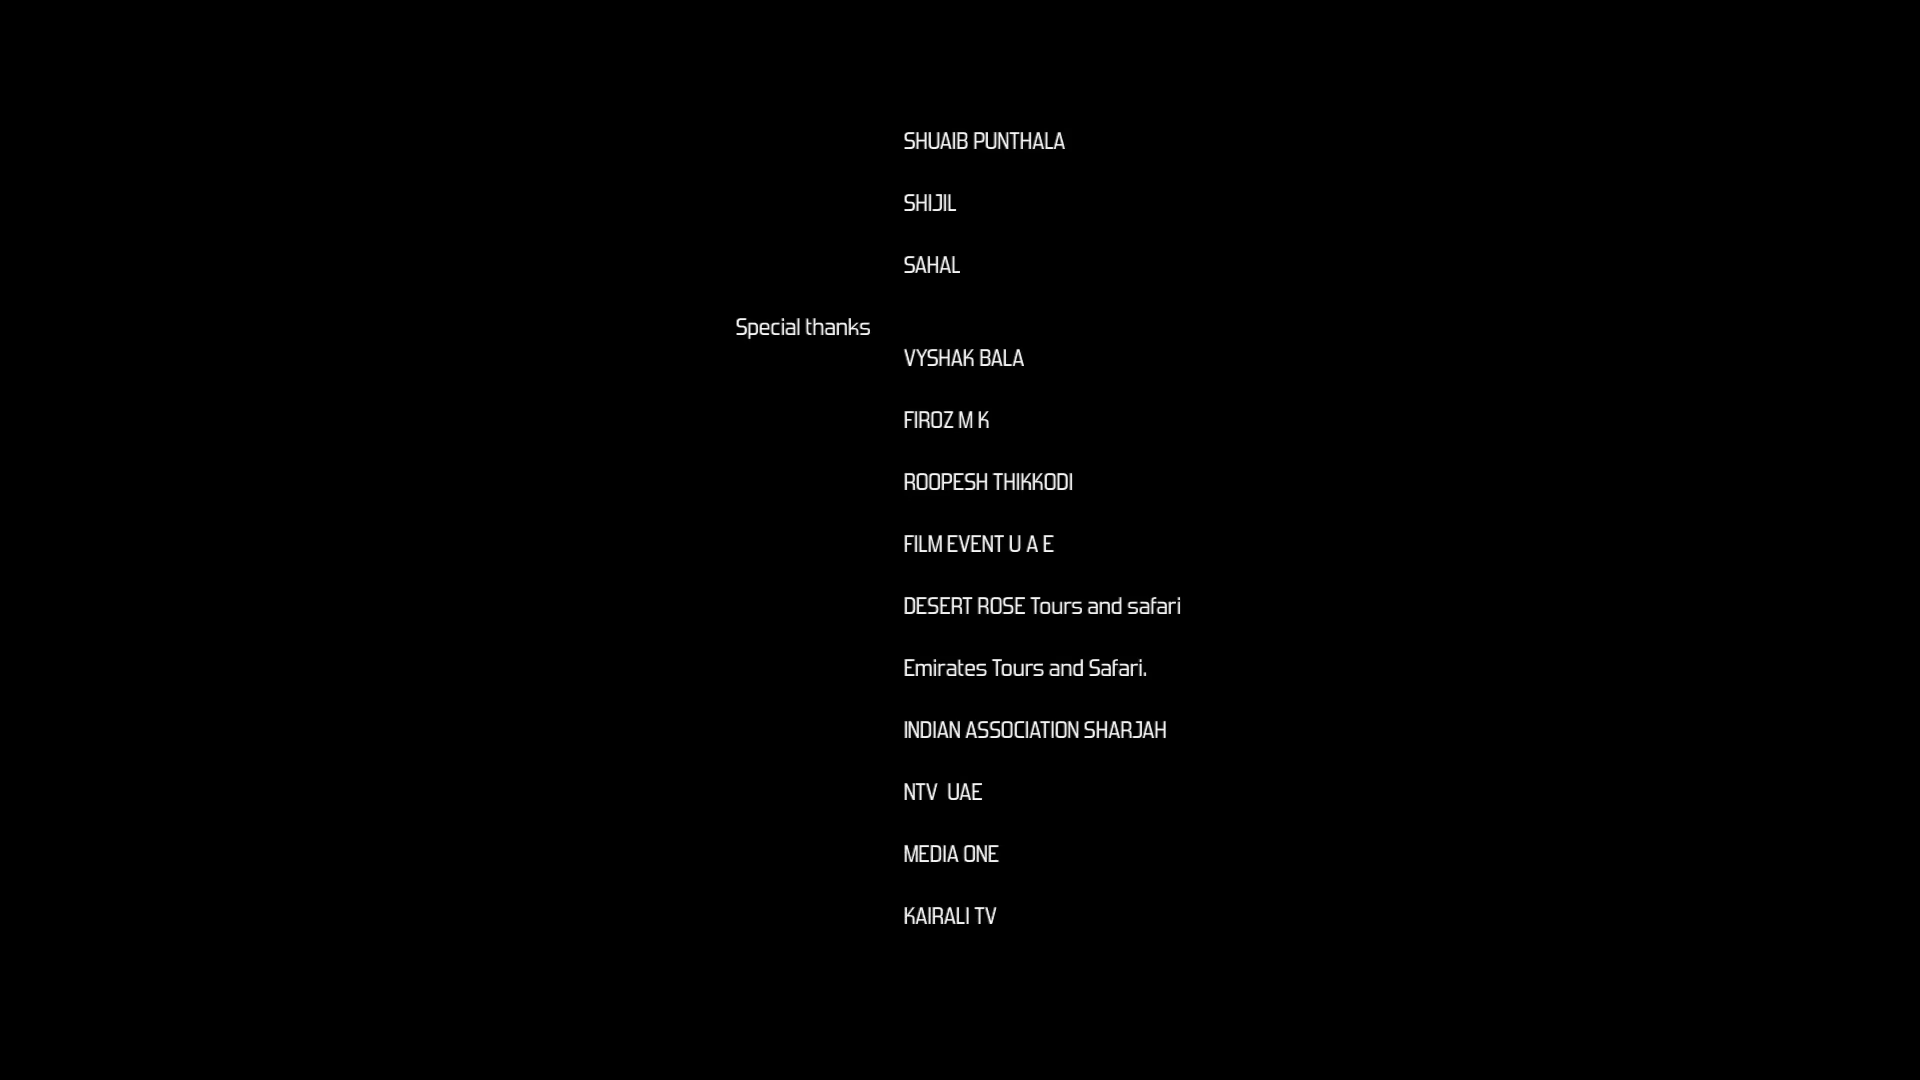 SHUAIB PUNTHALA
SHIJIL
SAHAL
Special thanks
VYSHAK BALA
FIROZ M K
ROOPESH THIKKODI
FILM EVENT U A E
DESERT ROSE Tours and safari
Emirates Tours and Safari.
INDIAN ASSOCIATION SHARJAH
NTV  UAE
MEDIA ONE
KAIRALI TV